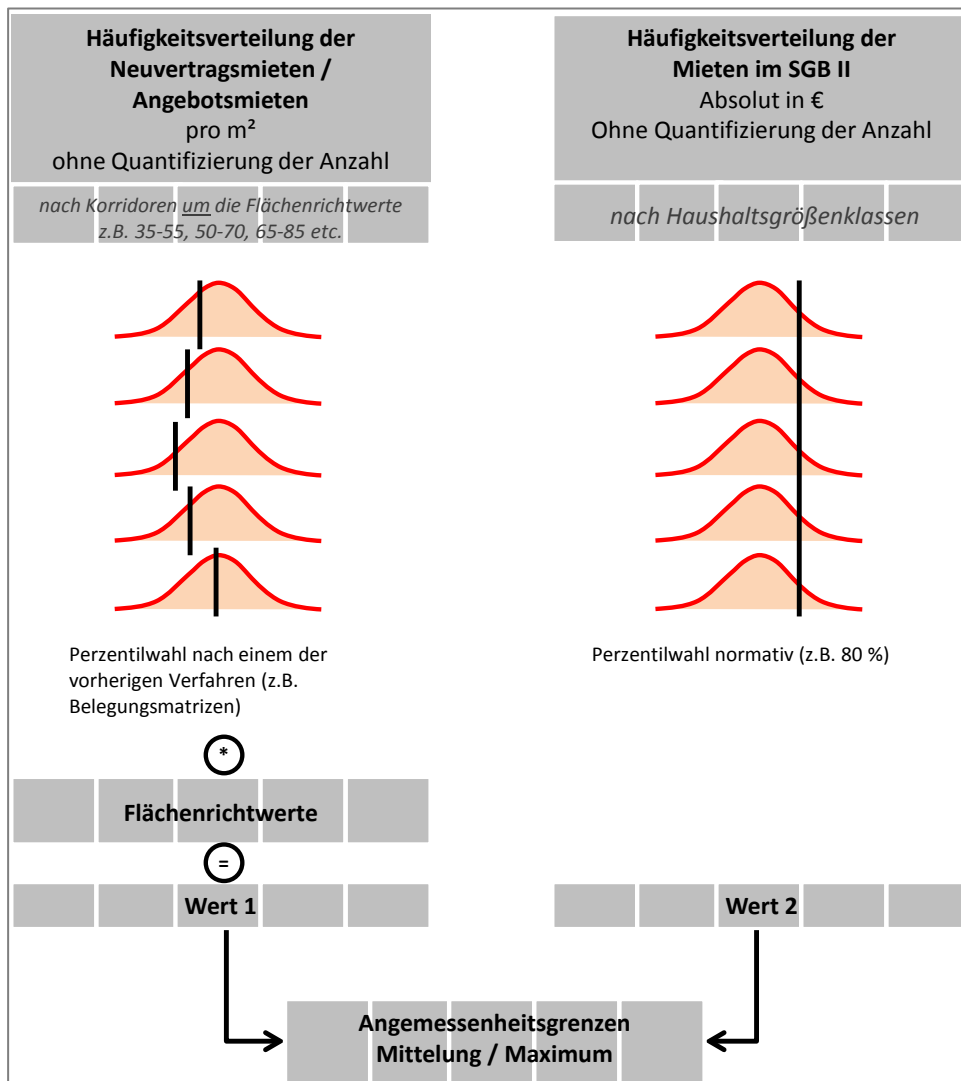 Häufigkeitsverteilung der
Neuvertragsmieten /
Angebotsmieten
pro m²
ohne Quantifizierung der Anzahl
nach Korridoren um die Flächenrichtwerte
z.B. 35-55, 50-70, 65-85 etc.
Perzentilwahl nach einem der
vorherigen Verfahren (z.B.
Belegungsmatrizen)
*
Flächenrichtwerte
=
Wert 1
Häufigkeitsverteilung der
Mieten im SGB II
Absolut in €
Ohne Quantifizierung der Anzahl
nach Haushaltsgrößenklassen
Perzentilwahl normativ (z.B. 80 %)
Wert 2
Angemessenheitsgrenzen
Mittelung / Maximum